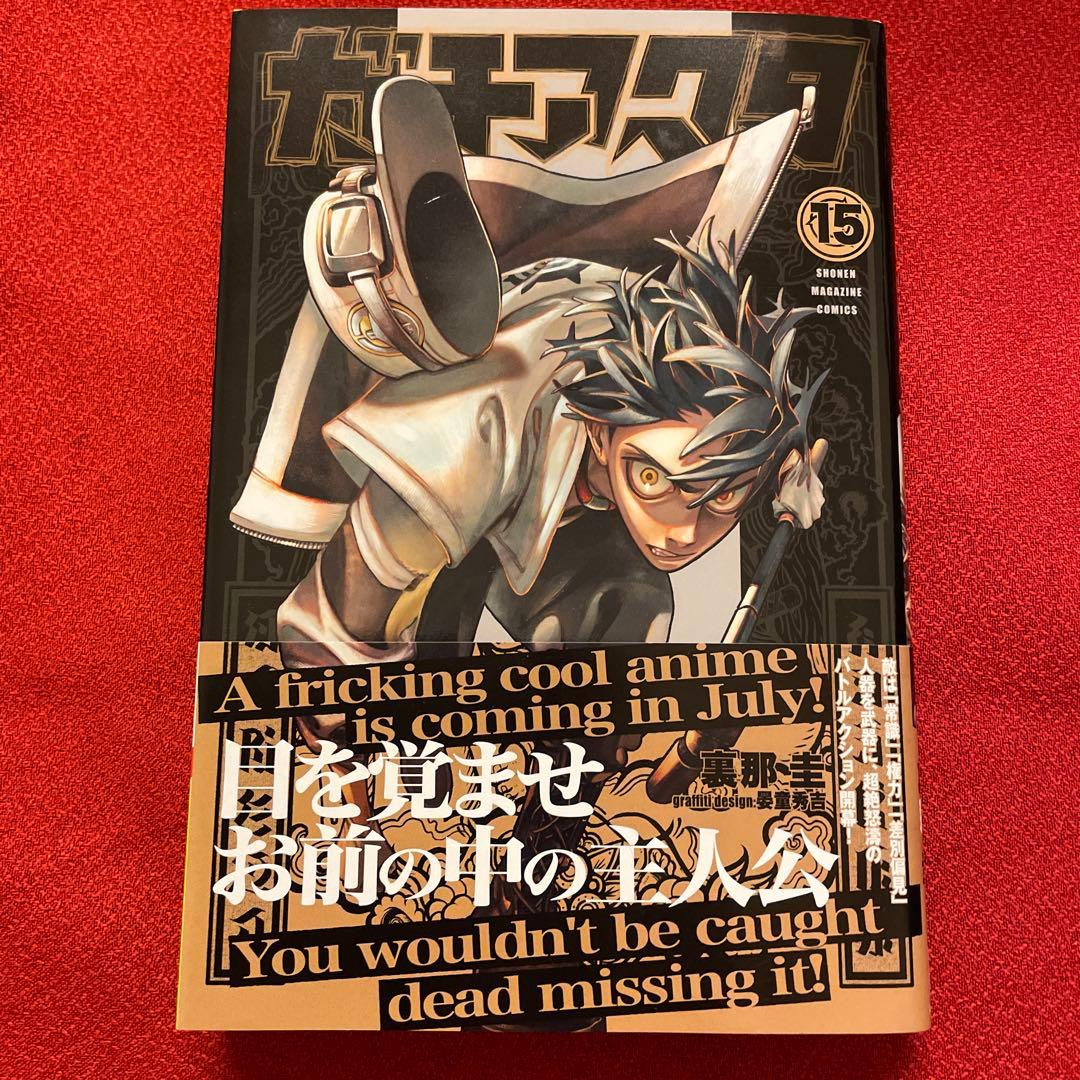 ガチアクタ
15
SHONEN
MAGAZINE
COMICS
A fricking cool anime
is coming in July!
目を覚ませ
お前の中の主人公
裏那圭
graffiti design:晏童秀吉
敵は「常識」「権力」「差別偏見」
人器を武器に、超絶怒濤の
バトルアクション開幕!
You wouldn't be caught
dead missing it!